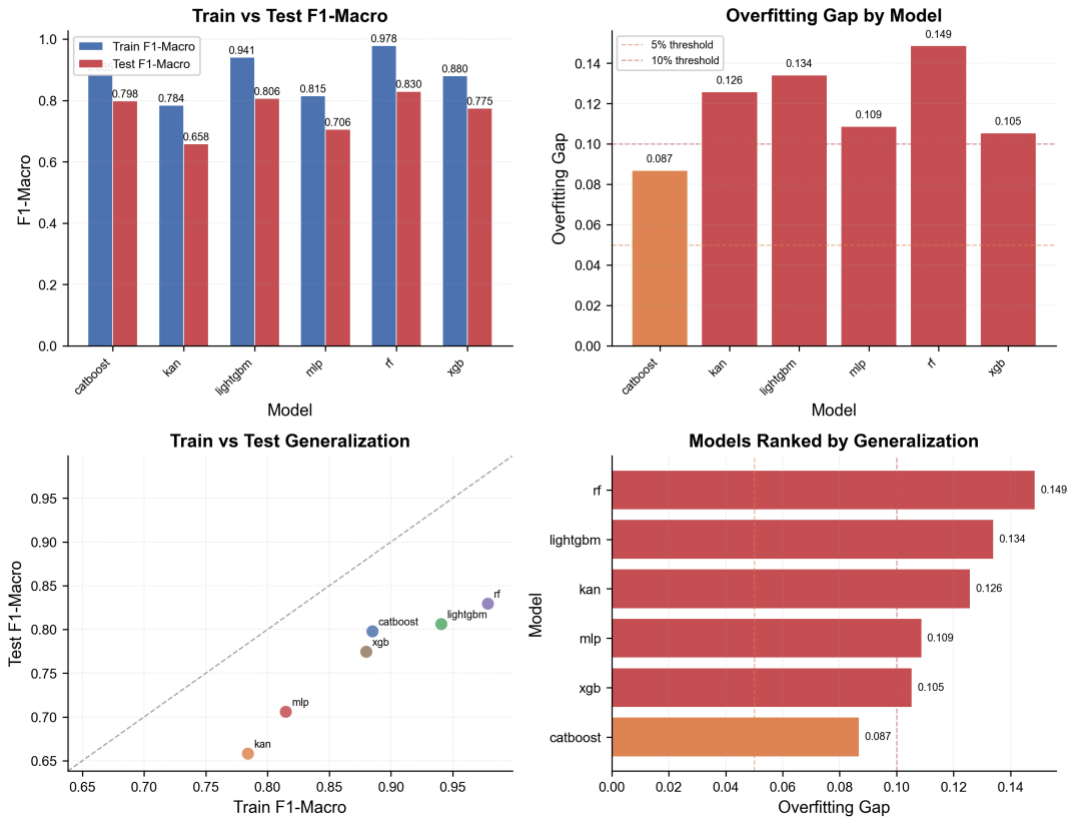 Train vs Test F1-Macro
1.0
0.8
0.6
0.4
0.2
0.0
F1-Macro
Train F1-Macro
Test F1-Macro
0.798
0.784
0.658
0.941
0.806
0.815
0.706
0.978
0.830
0.880
0.775
catboost
kan
lightgbm
mlp
rf
xgb
Model
Overfitting Gap by Model
0.14
0.12
0.10
0.08
0.06
0.04
0.02
0.00
Overfitting Gap
5% threshold
10% threshold
0.087
0.126
0.134
0.109
0.149
0.105
catboost
kan
lightgbm
mlp
rf
xgb
Model
Train vs Test Generalization
0.95
0.90
0.85
0.80
0.75
0.70
0.65
Test F1-Macro
rf
lightgbm
catboost
xgb
mlp
kan
0.65 0.70 0.75 0.80 0.85 0.90 0.95
Train F1-Macro
Models Ranked by Generalization
Model
rf 0.149
lightgbm 0.134
kan 0.126
mlp 0.109
xgb 0.105
catboost 0.087
0.00 0.02 0.04 0.06 0.08 0.10 0.12 0.14
Overfitting Gap